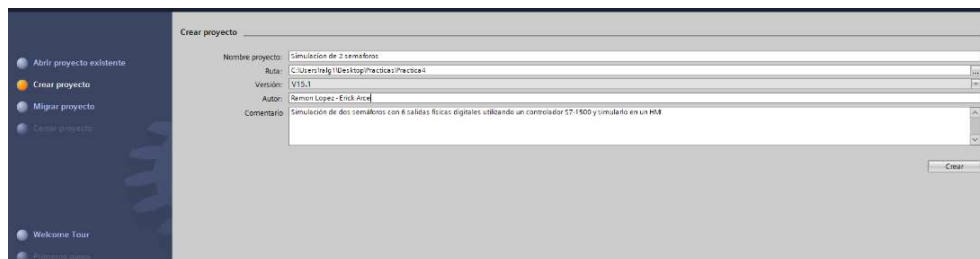 Crear proyecto
Abrir proyecto existente
Crear proyecto
Migrar proyecto
Cerrar proyecto
Welcome Tour
Nombre proyecto: Simulacion de 2 semaforos
Ruta: C:\Users\ralg1\Desktop\Practicas\Practica4
Versión: V15.1
Autor: Ramon Lopez - Erick Arce
Comentario Simulación de dos semáforos con 6 salidas físicas digitales utilizando un controlador S7-1500 y simularlo en un HMI
Crear